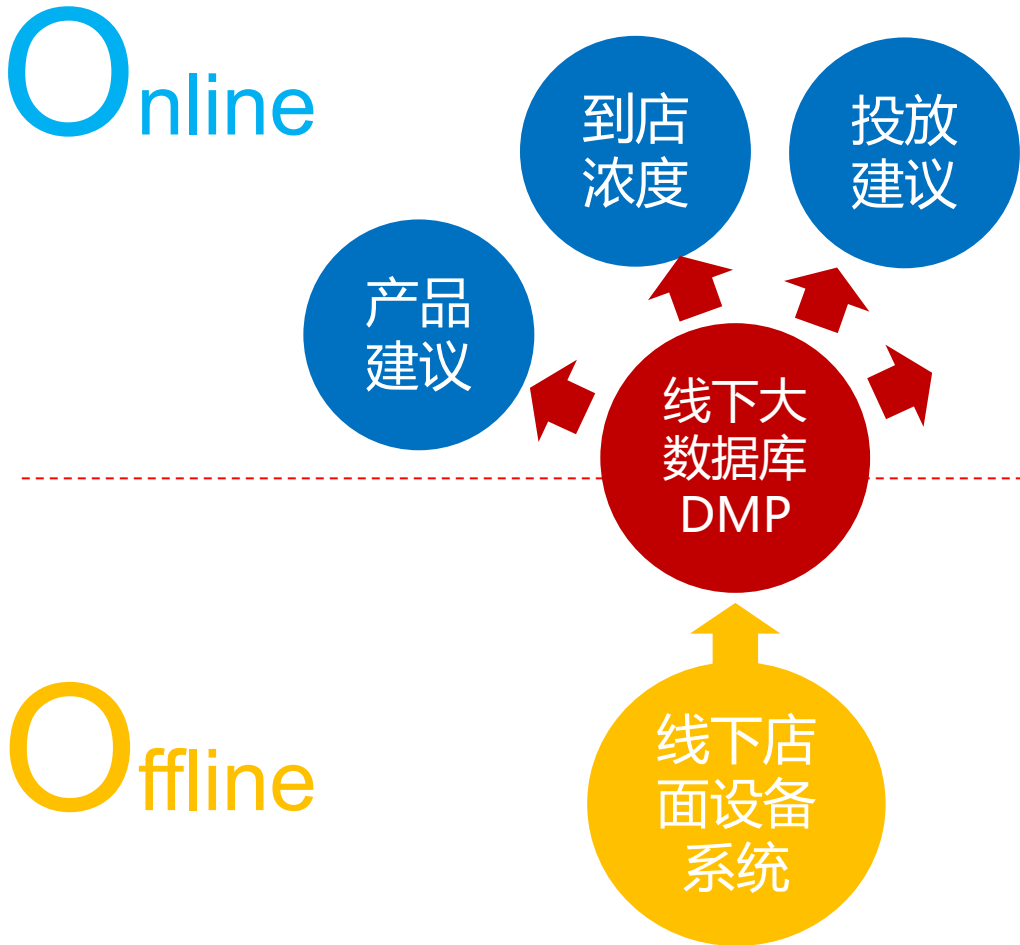 Online
到店
浓度
投放
建议
产品
建议
线下大
数据库
DMP
Offline
线下店
面设备
系统